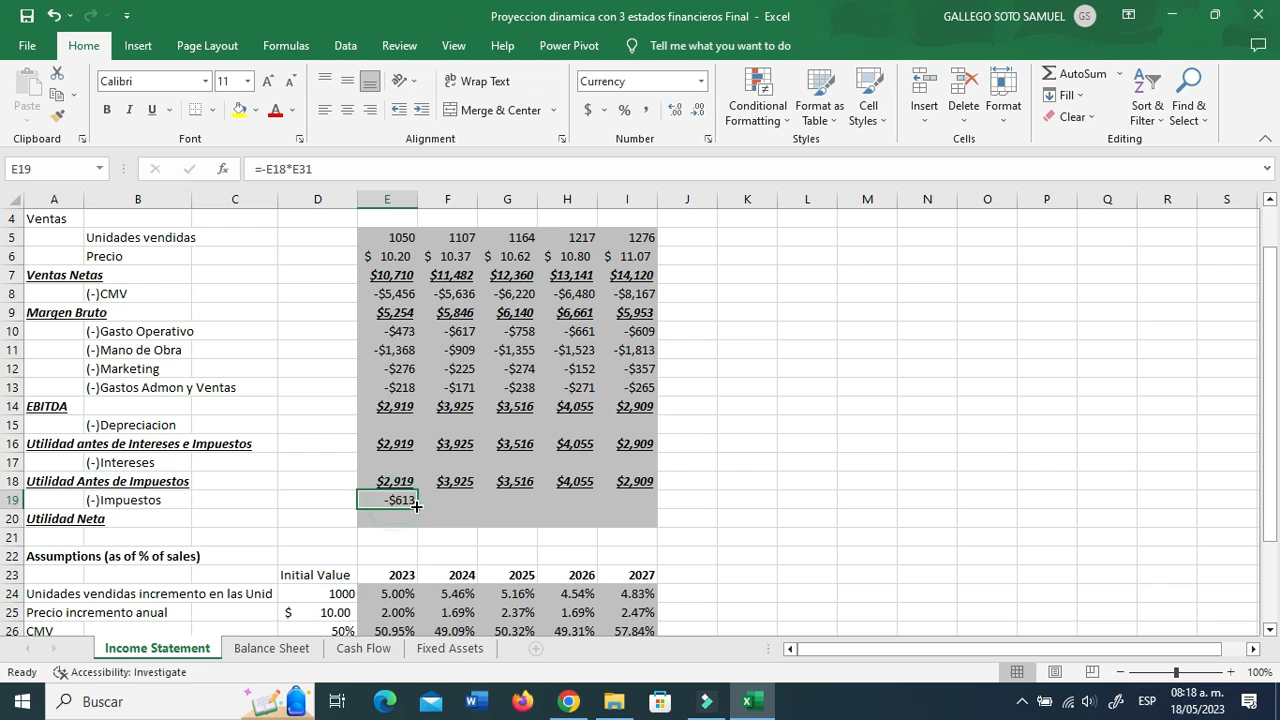 Proyeccion dinamica con 3 estados financieros Final - Excel
GALLEGO SOTO SAMUEL GS
File Home Insert Page Layout Formulas Data Review View Help Power Pivot Tell me what you want to do
Paste
Clipboard
Calibri 11
B I U A
Font
Wrap Text
Merge & Center
Alignment
Currency
$ % ,
Number
Conditional Formatting
Format as Table
Cell Styles
Styles
Insert Delete Format
Cells
AutoSum
Fill
Clear
Sort & Filter
Find & Select
Editing
E19 fx =-E18*E31
A B C D E F G H I J K L M N O P Q R S
4 Ventas
5 Unidades vendidas 1050 1107 1164 1217 1276
6 Precio $ 10.20 $ 10.37 $ 10.62 $ 10.80 $ 11.07
7 Ventas Netas $10,710 $11,482 $12,360 $13,141 $14,120
8 (-)CMV -$5,456 -$5,636 -$6,220 -$6,480 -$8,167
9 Margen Bruto $5,254 $5,846 $6,140 $6,661 $5,953
10 (-)Gasto Operativo -$473 -$617 -$758 -$661 -$609
11 (-)Mano de Obra -$1,368 -$909 -$1,355 -$1,523 -$1,813
12 (-)Marketing -$276 -$225 -$274 -$152 -$357
13 (-)Gastos Admon y Ventas -$218 -$171 -$238 -$271 -$265
14 EBITDA $2,919 $3,925 $3,516 $4,055 $2,909
15 (-)Depreciacion
16 Utilidad antes de Intereses e Impuestos $2,919 $3,925 $3,516 $4,055 $2,909
17 (-)Intereses
18 Utilidad Antes de Impuestos $2,919 $3,925 $3,516 $4,055 $2,909
19 (-)Impuestos -$613
20 Utilidad Neta
21
22 Assumptions (as of % of sales)
23 Initial Value 2023 2024 2025 2026 2027
24 Unidades vendidas incremento en las Unid 1000 5.00% 5.46% 5.16% 4.54% 4.83%
25 Precio incremento anual $ 10.00 2.00% 1.69% 2.37% 1.69% 2.47%
26 CMV 50% 50.95% 49.09% 50.32% 49.31% 57.84%
Income Statement Balance Sheet Cash Flow Fixed Assets
Ready Accessibility: Investigate 100%
Buscar
ESP
08:18 a. m.
18/05/2023